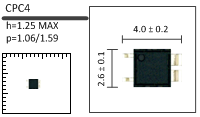 CPC4
h=1.25 MAX
p=1.06/1.59
4.0 ± 0.2
2.6 ± 0.1